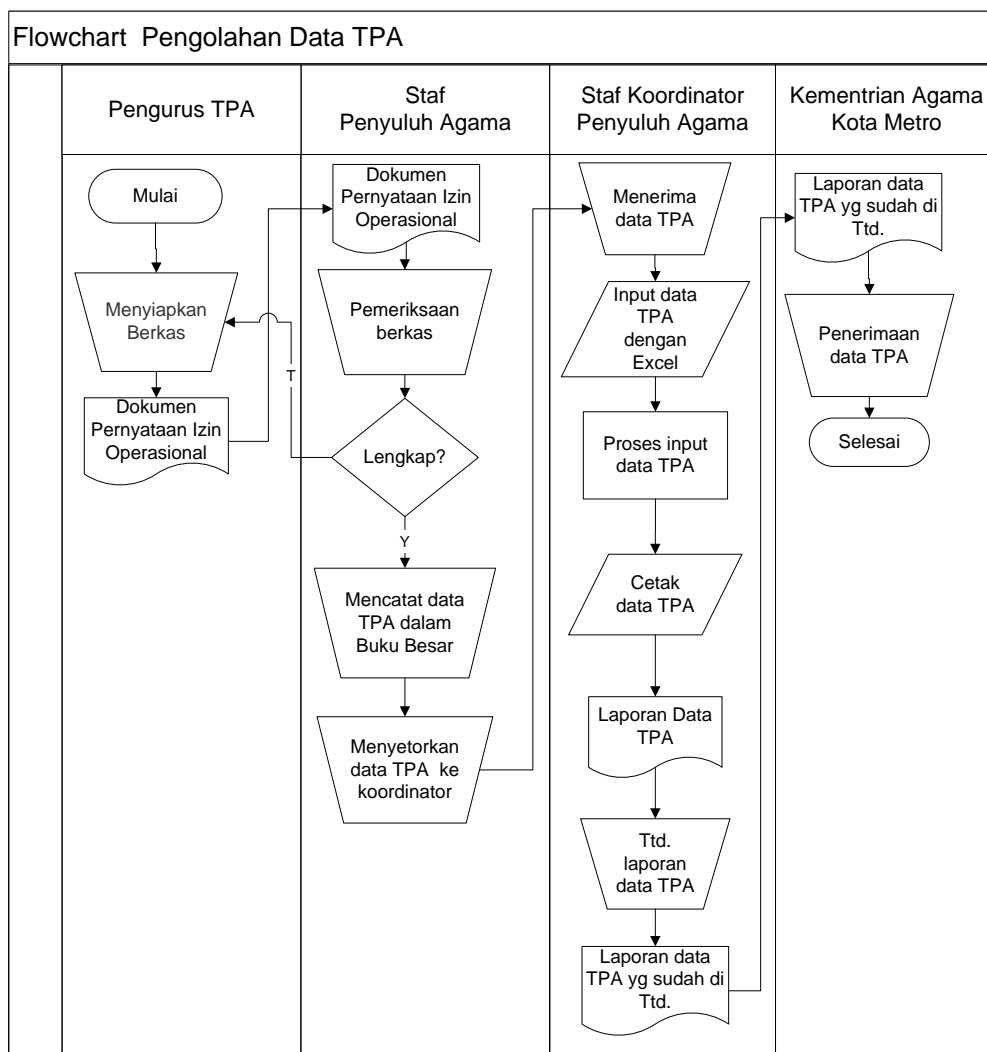 Flowchart Pengolahan Data TPA
Pengurus TPA
Staf
Penyuluh Agama
Staf Koordinator
Penyuluh Agama
Kementrian Agama
Kota Metro
Mulai
Menyiapkan
Berkas
Dokumen
Pernyataan Izin
Operasional
T
Dokumen
Pernyataan Izin
Operasional
Pemeriksaan
berkas
Lengkap?
Y
Mencatat data
TPA dalam
Buku Besar
Menyetorkan
data TPA ke
koordinator
Menerima
data TPA
Input data
TPA
dengan
Excel
Proses input
data TPA
Cetak
data TPA
Laporan Data
TPA
Ttd.
laporan
data TPA
Laporan data
TPA yg sudah di
Ttd.
Laporan data
TPA yg sudah di
Ttd.
Penerimaan
data TPA
Selesai